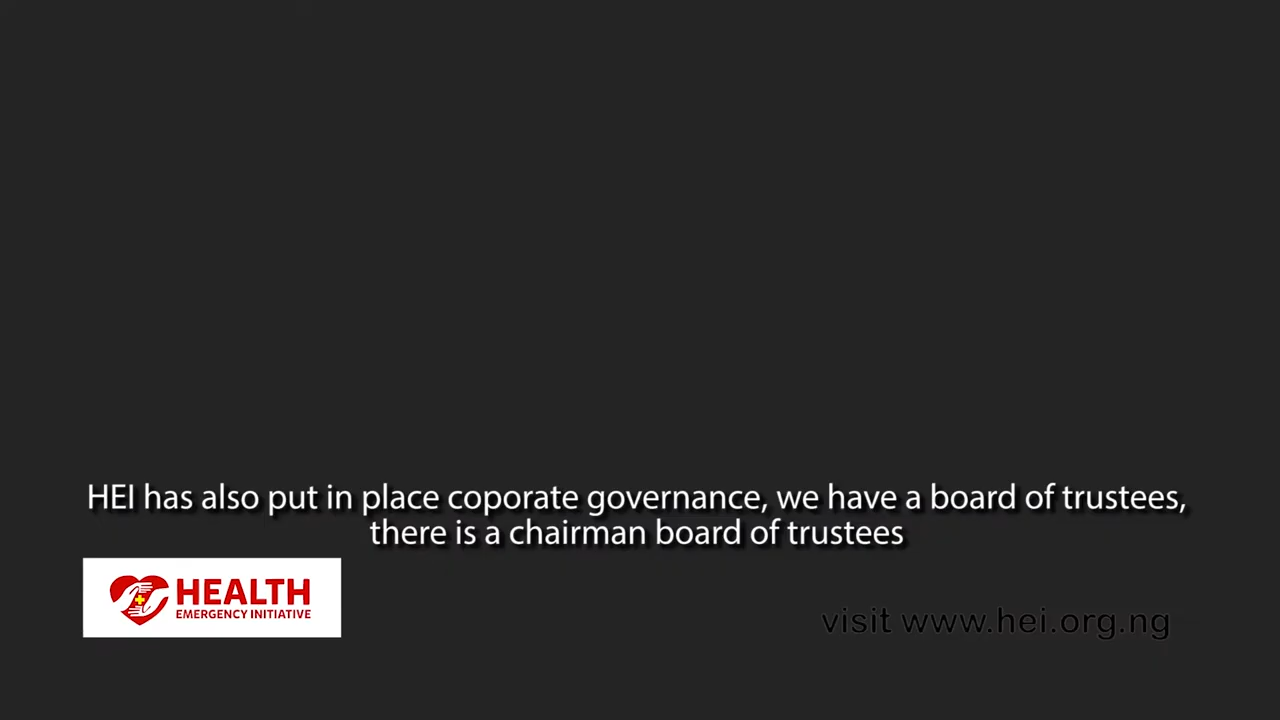 HEI has also put in place coporate governance, we have a board of trustees,
there is a chairman board of trustees
HEALTH
EMERGENCY INITIATIVE
visit www.hei.org.ng